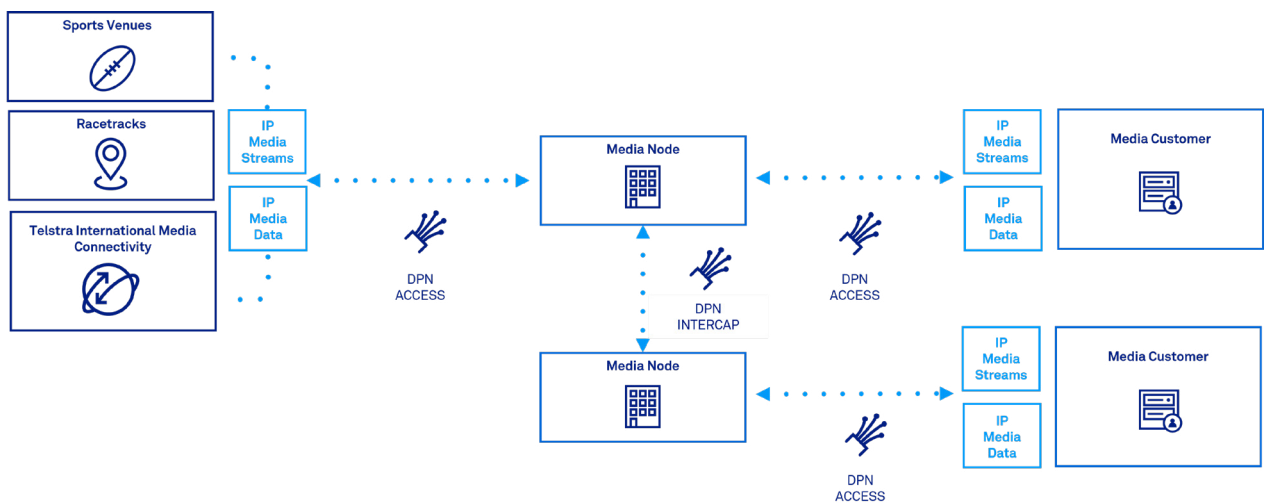 Sports Venues
Racetracks
Telstra International Media
Connectivity
IP
Media
Streams
IP
Media
Data
DPN
ACCESS
Media Node
DPN
INTERCAP
Media Node
DPN
ACCESS
IP
Media
Streams
IP
Media
Data
Media Customer
DPN
ACCESS
IP
Media
Streams
IP
Media
Data
Media Customer